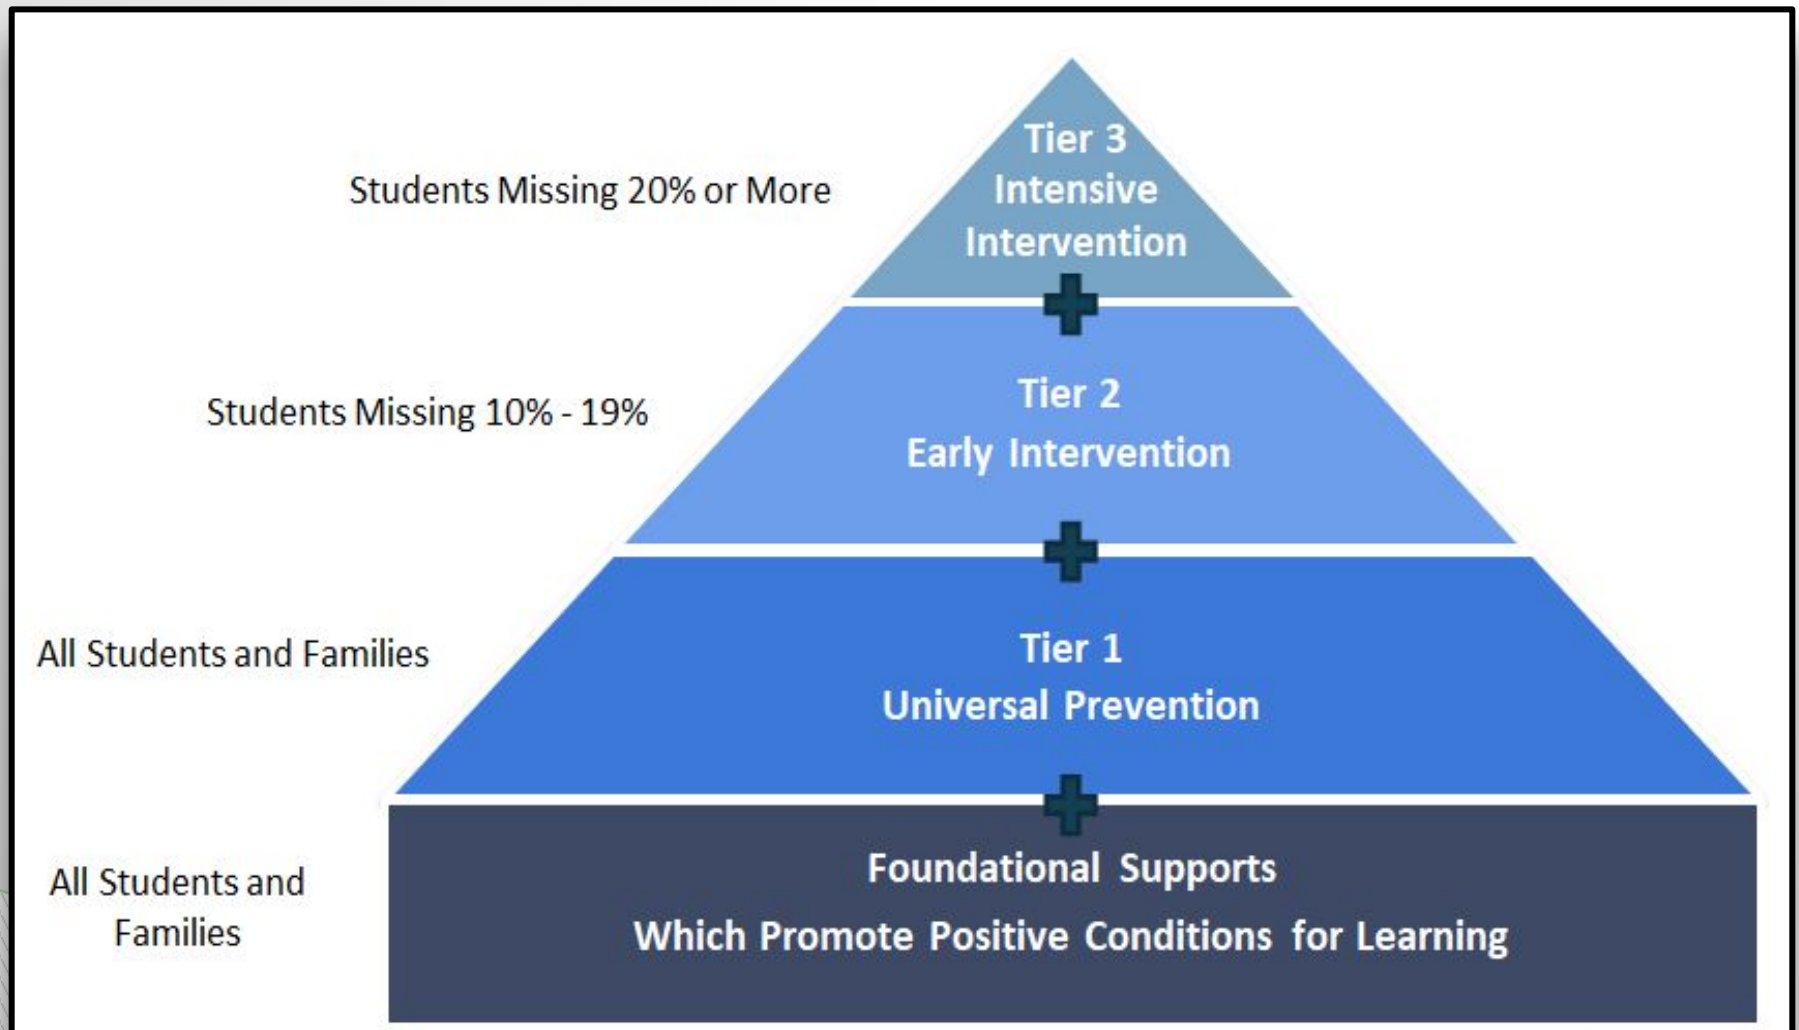 Tier 3
Intensive
Intervention
Students Missing 20% or More
Tier 2
Early Intervention
Students Missing 10% - 19%
Tier 1
Universal Prevention
All Students and Families
Foundational Supports
Which Promote Positive Conditions for Learning
All Students and
Families